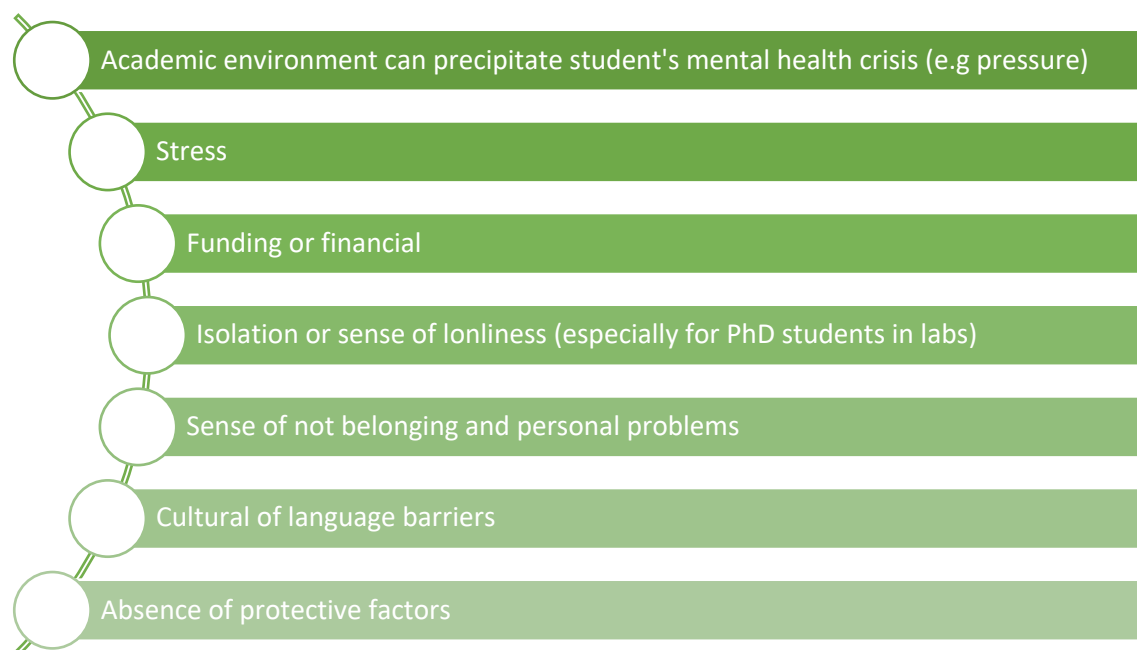 Academic environment can precipitate student's mental health crisis (e.g pressure)
Stress
Funding or financial
Isolation or sense of lonliness (especially for PhD students in labs)
Sense of not belonging and personal problems
Cultural of language barriers
Absence of protective factors